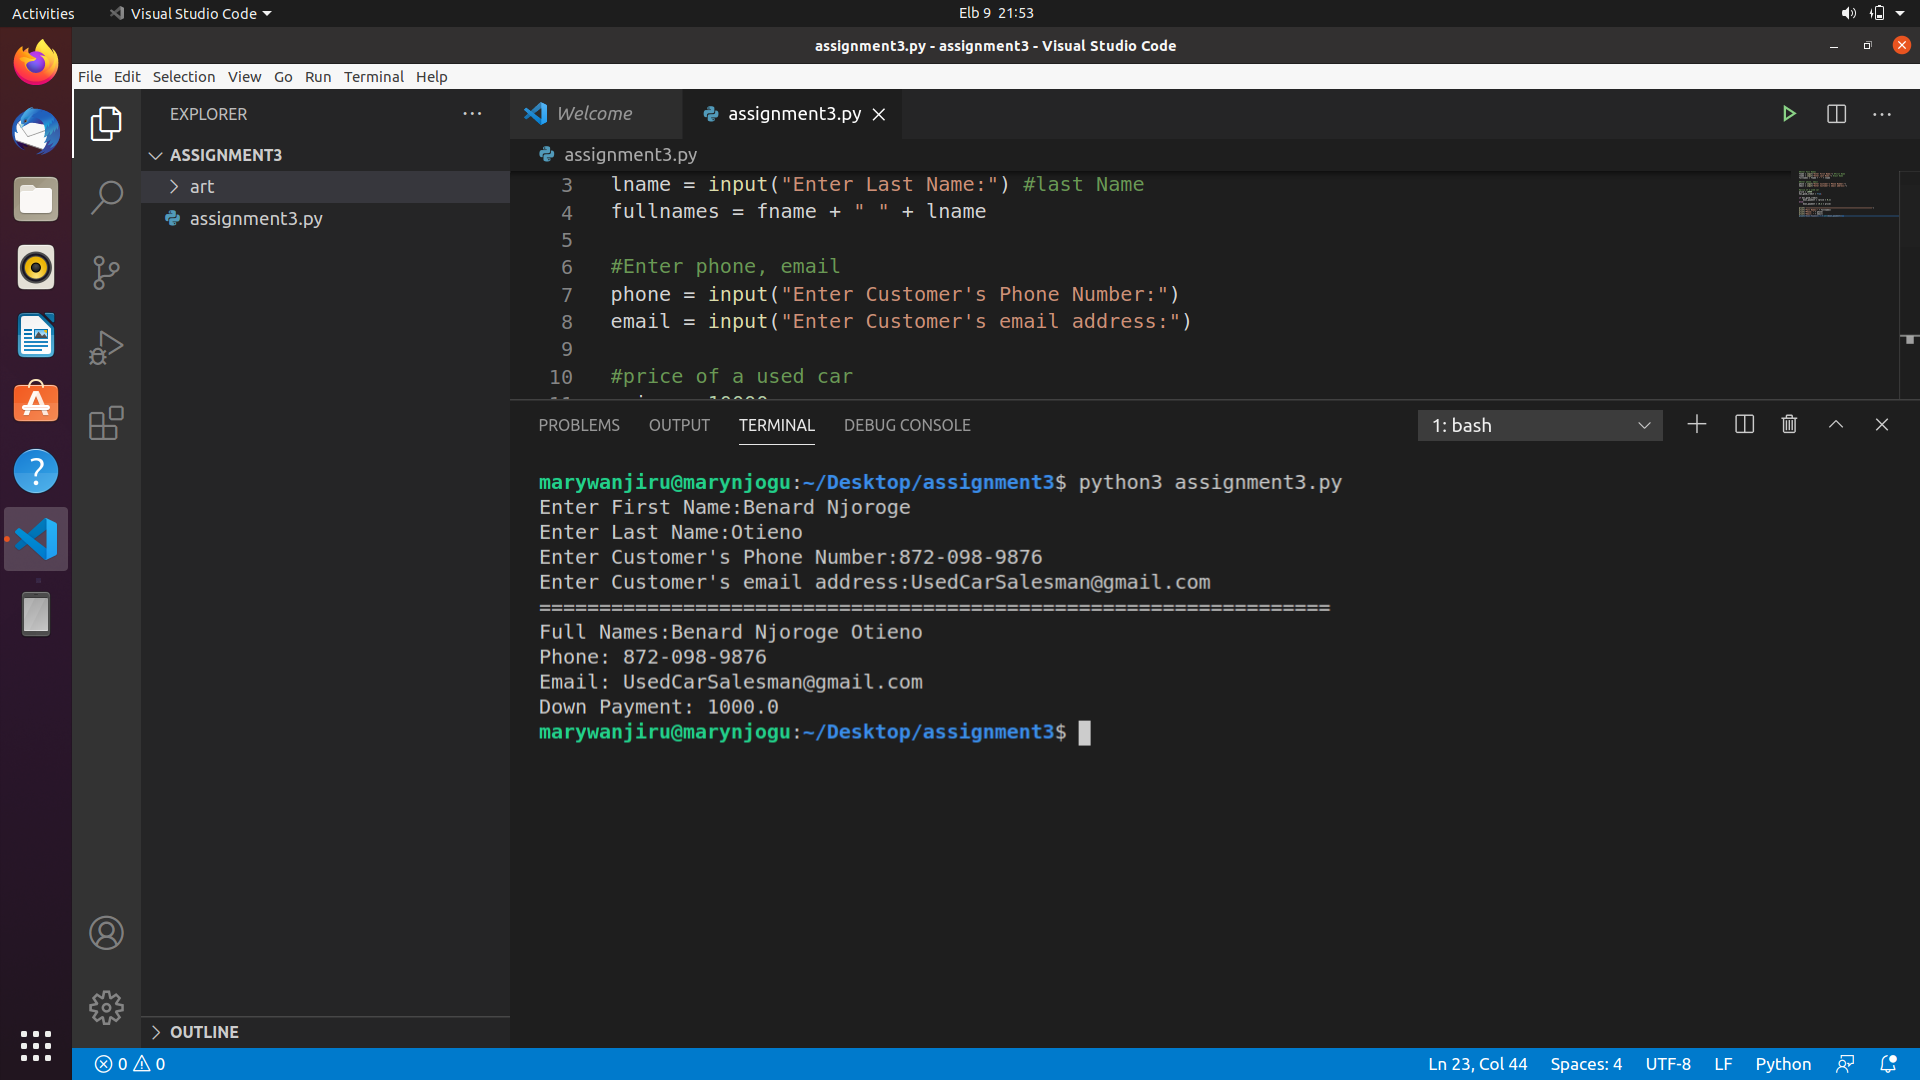 Activities
Visual Studio Code
Elb 9 21:53
assignment3.py - assignment3 - Visual Studio Code
File Edit Selection View Go Run Terminal Help
EXPLORER
Welcome
assignment3.py
ASSIGNMENT3
assignment3.py
art
assignment3.py
3 lname = input("Enter Last Name:") #last Name
4 fullnames = fname + " " + lname
5
6 #Enter phone, email
7 phone = input("Enter Customer's Phone Number:")
8 email = input("Enter Customer's email address:")
9
10 #price of a used car
PROBLEMS OUTPUT TERMINAL DEBUG CONSOLE
1: bash
marywanjiru@marynjogu:~/Desktop/assignment3$ python3 assignment3.py
Enter First Name:Benard Njoroge
Enter Last Name:Otieno
Enter Customer's Phone Number:872-098-9876
Enter Customer's email address:UsedCarSalesman@gmail.com
==================================================================
Full Names:Benard Njoroge Otieno
Phone: 872-098-9876
Email: UsedCarSalesman@gmail.com
Down Payment: 1000.0
marywanjiru@marynjogu:~/Desktop/assignment3$
OUTLINE
0 0
Ln 23, Col 44 Spaces: 4 UTF-8 LF Python